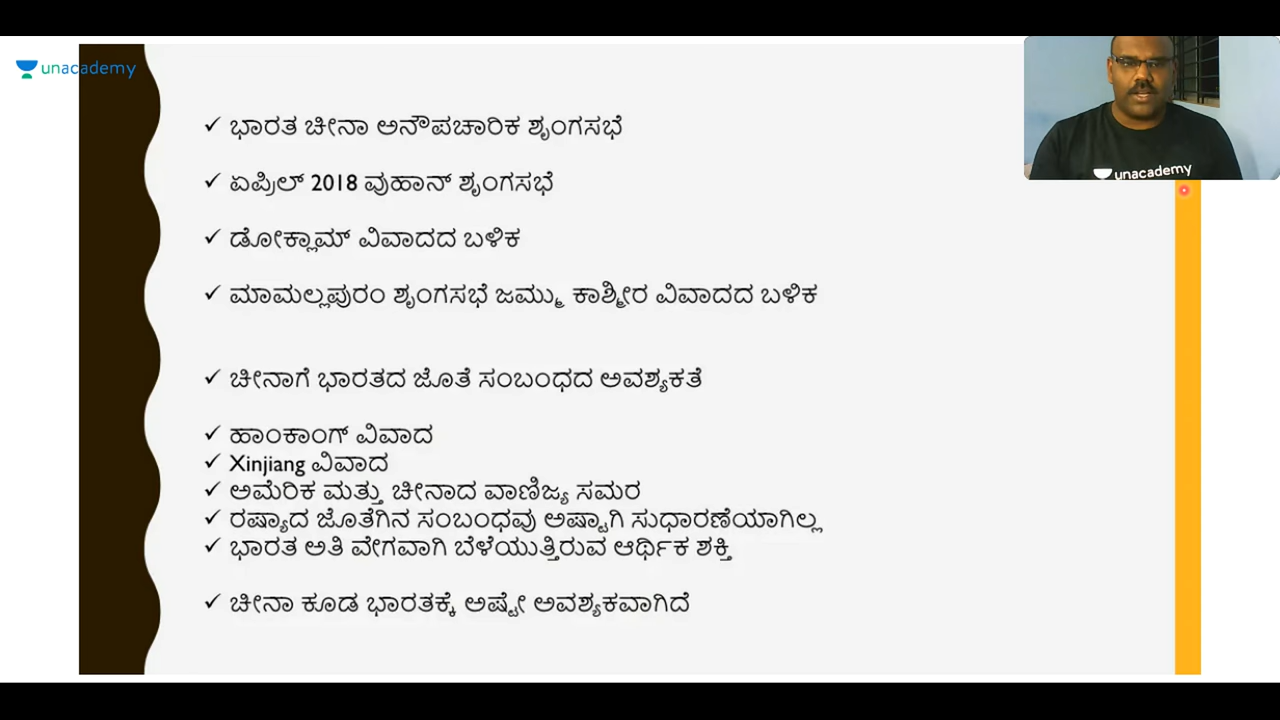 unacademy
ಭಾರತ ಚೀನಾ ಅನೌಪಚಾರಿಕ ಶೃಂಗಸಭೆ
ಏಪ್ರಿಲ್ 2018 ವುಹಾನ್ ಶೃಂಗಸಭೆ
ಡೋಕ್ಲಾಮ್ ವಿವಾದದ ಬಳಿಕ
ಮಾಮಲ್ಲಪುರಂ ಶೃಂಗಸಭೆ ಜಮ್ಮು ಕಾಶ್ಮೀರ ವಿವಾದದ ಬಳಿಕ
ಚೀನಾಗೆ ಭಾರತದ ಜೊತೆ ಸಂಬಂಧದ ಅವಶ್ಯಕತೆ
ಹಾಂಕಾಂಗ್ ವಿವಾದ
Xinjiang ವಿವಾದ
ಅಮೆರಿಕ ಮತ್ತು ಚೀನಾದ ವಾಣಿಜ್ಯ ಸಮರ
ರಷ್ಯಾದ ಜೊತೆಗಿನ ಸಂಬಂಧವು ಅಷ್ಟಾಗಿ ಸುಧಾರಣೆಯಾಗಿಲ್ಲ
ಭಾರತ ಅತಿ ವೇಗವಾಗಿ ಬೆಳೆಯುತ್ತಿರುವ ಆರ್ಥಿಕ ಶಕ್ತಿ
ಚೀನಾ ಕೂಡ ಭಾರತಕ್ಕೆ ಅಷ್ಟೇ ಅವಶ್ಯಕವಾಗಿದೆ
unacademy